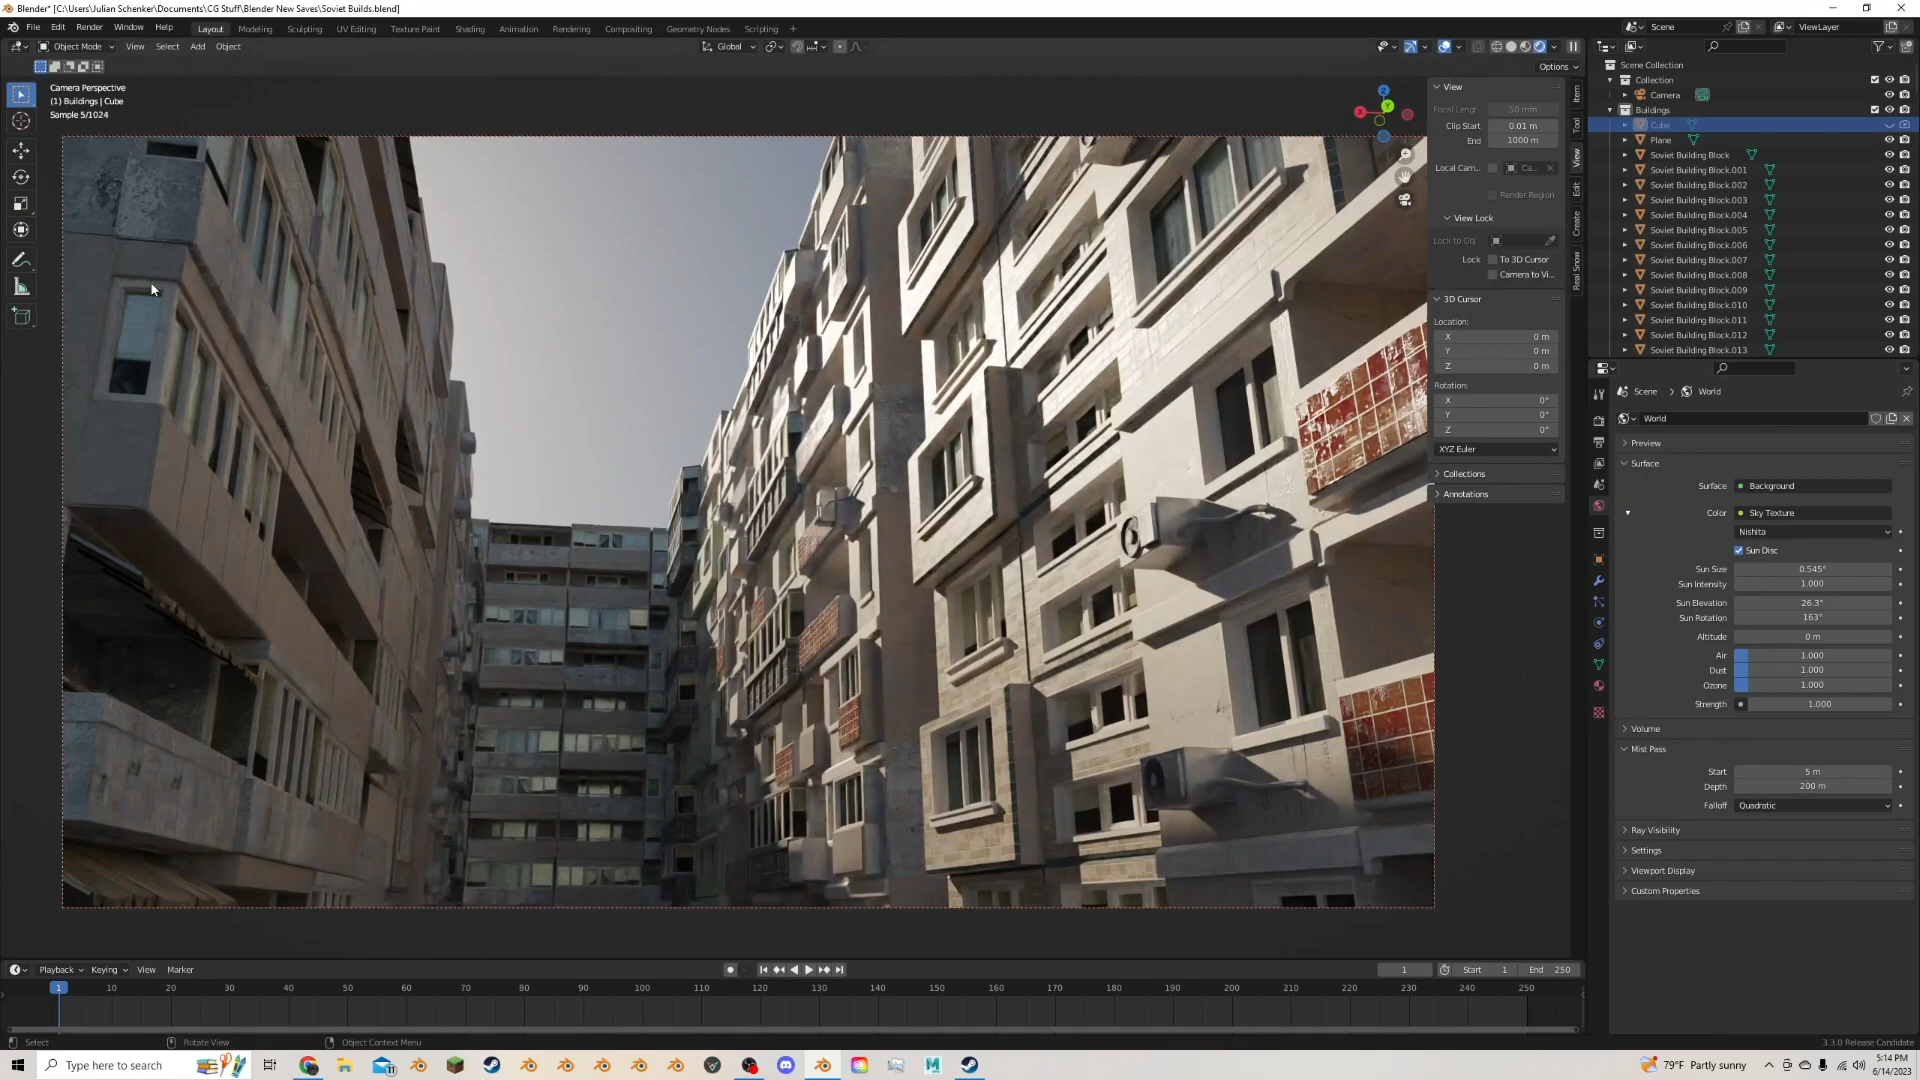 Blender* [C:\Users\Julian Schenker\Documents\CG Stuff\Blender New Saves\Soviet Builds.blend]
File Edit Render Window Help Layout Modeling Sculpting UV Editing Texture Paint Shading Animation Rendering Compositing Geometry Nodes Scripting + Scene ViewLayer
Object Mode View Select Add Object Global
Options
Camera Perspective
(1) Buildings | Cube
Sample 5/1024
X Y Z
View
Focal Lengt 50 mm
Clip Start 0.01 m
End 1000 m
Local Cam... Ca...
Render Region
View Lock
Lock to Obj
Lock To 3D Cursor
Camera to Vi...
3D Cursor
Location:
X 0 m
Y 0 m
Z 0 m
Rotation:
X 0°
Y 0°
Z 0°
XYZ Euler
Collections
Annotations
Item
Tool
View
Edit
Create
Real Snow
Scene Collection
Collection
Camera
Buildings
Cube
Plane
Soviet Building Block
Soviet Building Block.001
Soviet Building Block.002
Soviet Building Block.003
Soviet Building Block.004
Soviet Building Block.005
Soviet Building Block.006
Soviet Building Block.007
Soviet Building Block.008
Soviet Building Block.009
Soviet Building Block.010
Soviet Building Block.011
Soviet Building Block.012
Soviet Building Block.013
Scene > World
World
Preview
Surface
Surface Background
Color Sky Texture
Nishita
Sun Disc
Sun Size 0.545°
Sun Intensity 1.000
Sun Elevation 26.3°
Sun Rotation 163°
Altitude 0 m
Air 1.000
Dust 1.000
Ozone 1.000
Strength 1.000
Volume
Mist Pass
Start 5 m
Depth 200 m
Falloff Quadratic
Ray Visibility
Settings
Viewport Display
Custom Properties
Playback Keying View Marker 1 Start 1 End 250
1 10 20 30 40 50 60 70 80 90 100 110 120 130 140 150 160 170 180 190 200 210 220 230 240 250
Select Rotate View Object Context Menu 3.3.0 Release Candidate
Type here to search 11 79°F Partly sunny 5:14 PM
6/14/2023